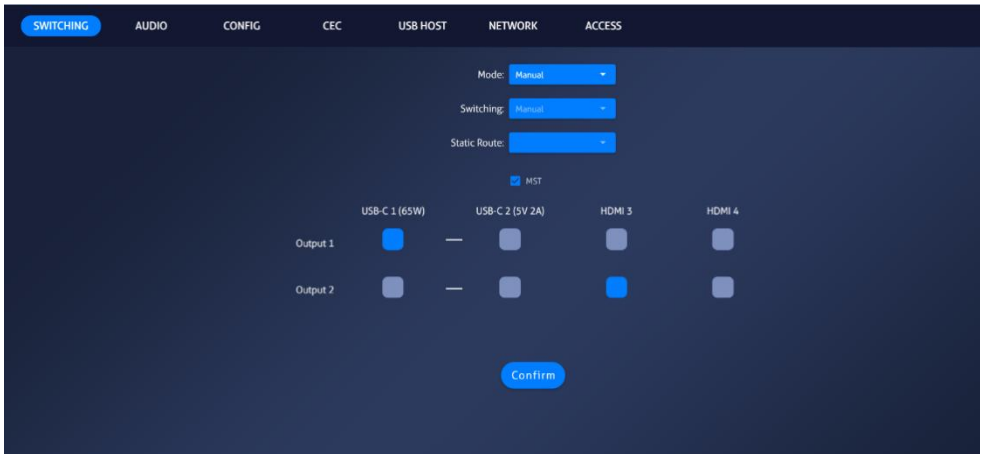 SWITCHING AUDIO CONFIG CEC USB HOST NETWORK ACCESS
Mode: Manual
Switching: Manual
Static Route:
MST
USB-C 1 (65W) USB-C 2 (5V 2A) HDMI 3 HDMI 4
Output 1
Output 2
Confirm